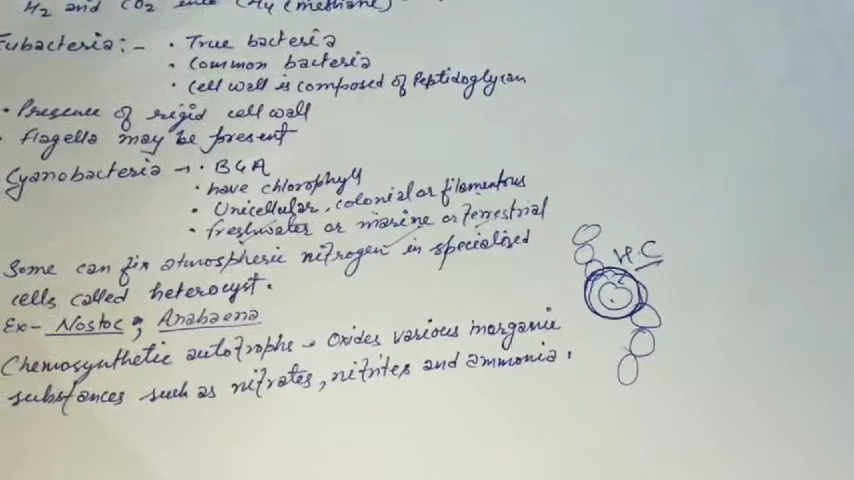 H2 and CO2 into CH4 (methane)
Eubacteria:- • True bacteria
• Common bacteria
• Cell wall is composed of Peptidoglycan
• Presence of rigid cell wall
• flagella may be present
Cyanobacteria → • BGA
• have chlorophyll
• Unicellular, colonial or filamentous
• freshwater or marine or terrestrial
Some can fix atmospheric nitrogen in specialised
cells called heterocyst.
Ex- Nostoc, Anabaena
H.C
Chemosynthetic autotrophs → Oxides various inorganic
substances such as nitrates, nitrites and ammonia.